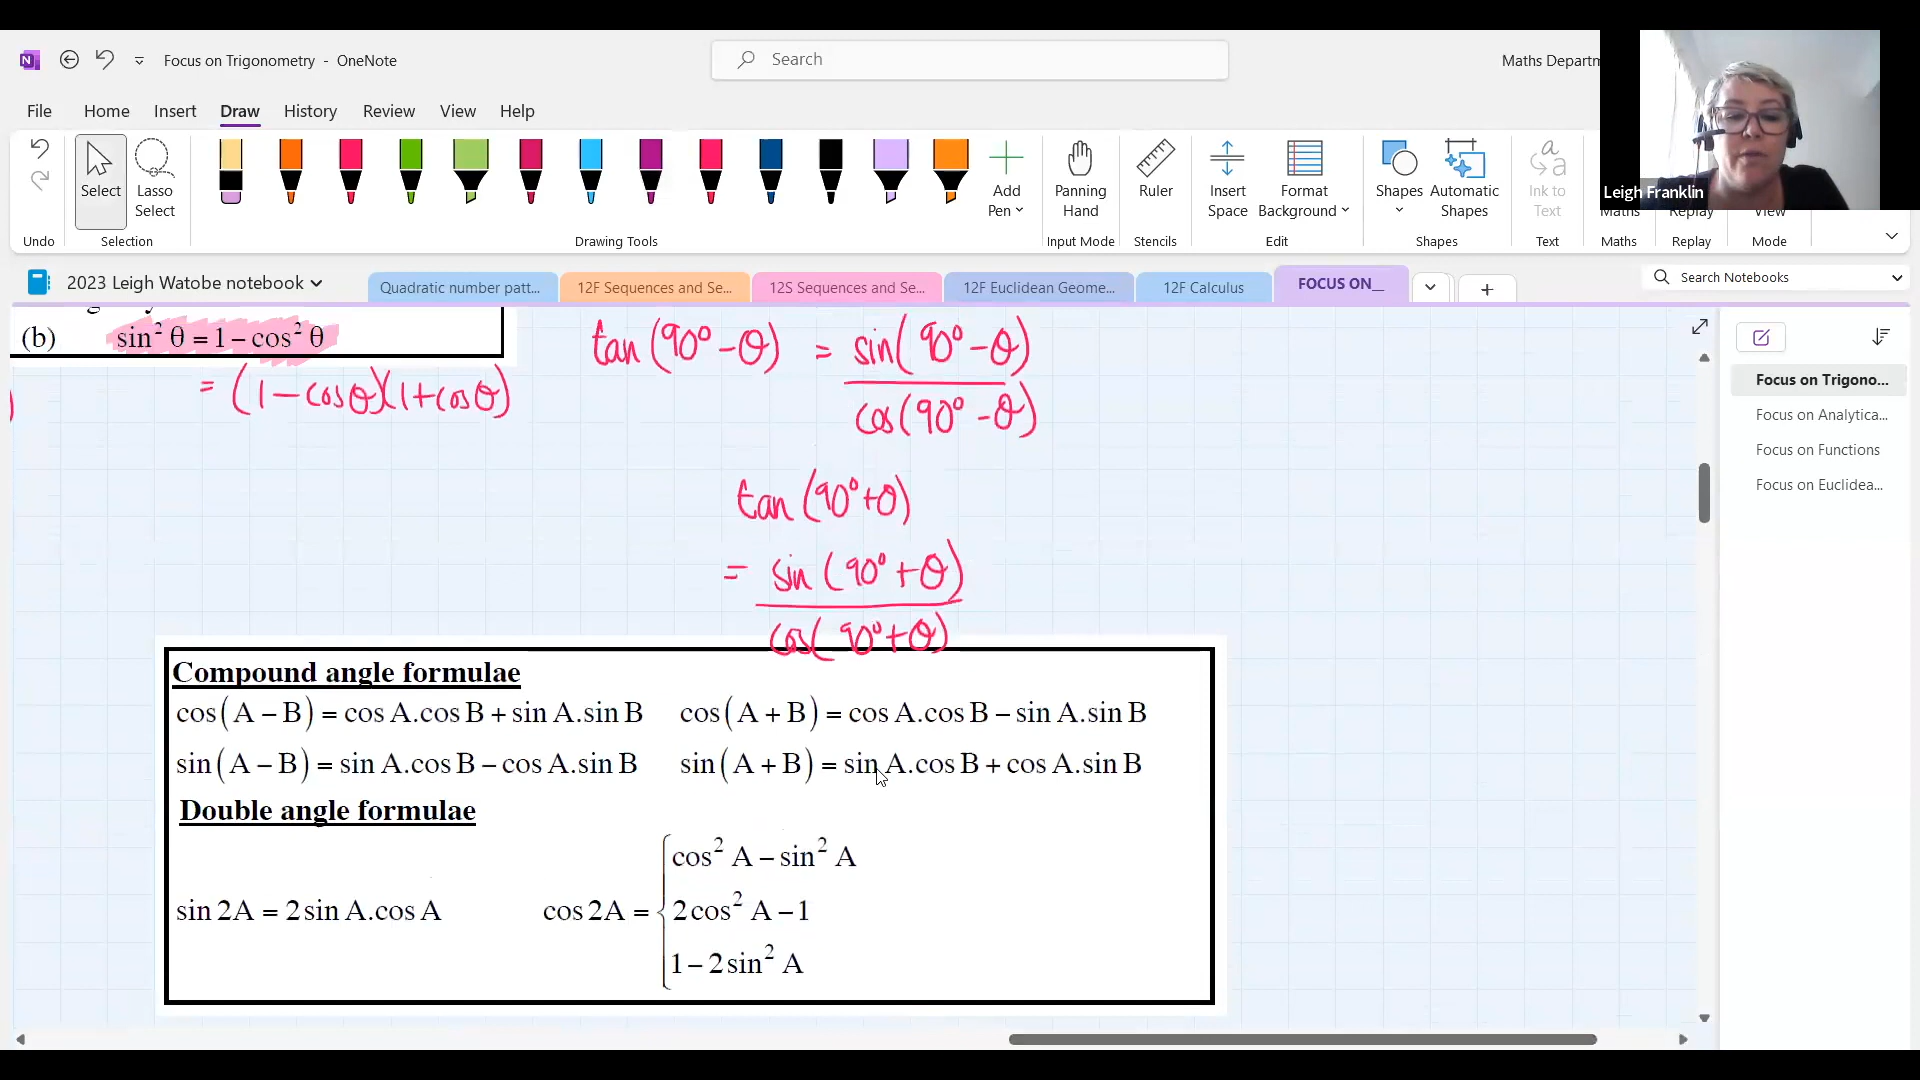 Focus on Trigonometry - OneNote
Search
Maths Departm
File Home Insert Draw History Review View Help
Select
Lasso Select
Add Pen
Panning Hand
Ruler
Insert Space
Format Background
Shapes
Automatic Shapes
Ink to Text
Maths
Replay
View
Undo Selection Drawing Tools Input Mode Stencils Edit Shapes Text Maths Replay Mode
Leigh Franklin
2023 Leigh Watobe notebook
Quadratic number patt...
12F Sequences and Se...
12S Sequences and Se...
12F Euclidean Geome...
12F Calculus
FOCUS ON__
Search Notebooks
Focus on Trigono...
Focus on Analytica...
Focus on Functions
Focus on Euclidea...
(b) sin² θ = 1 – cos² θ
= (1 – cosθ)(1+cosθ)
tan(90° – θ) = sin(90° – θ)
cos(90° – θ)
tan(90°+θ)
= sin(90°+θ)
cos(90°+θ)
Compound angle formulae
cos(A – B) = cos A.cos B + sin A.sin B cos(A + B) = cos A.cos B – sin A.sin B
sin(A – B) = sin A.cos B – cos A.sin B sin(A + B) = sin A.cos B + cos A.sin B
Double angle formulae
cos² A – sin² A
sin 2A = 2 sin A.cos A cos 2A = { 2 cos² A – 1
1 – 2 sin² A